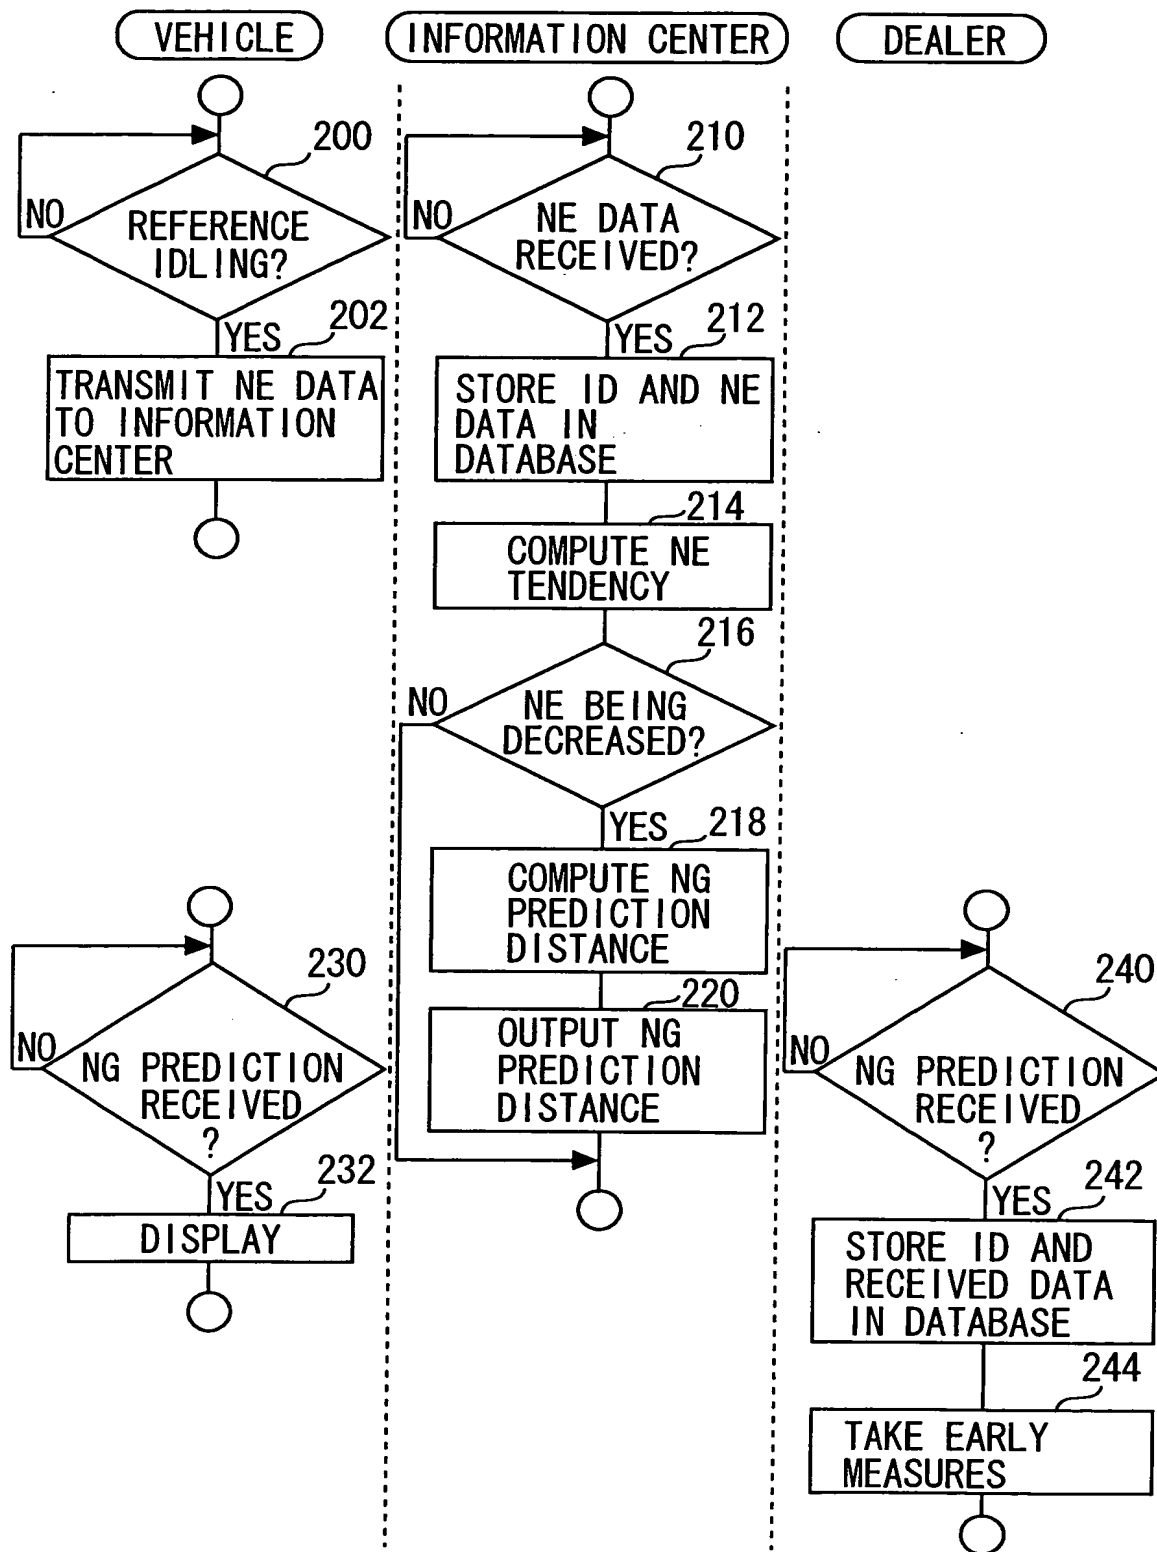 VEHICLE
INFORMATION CENTER
DEALER
200
REFERENCE
IDLING?
NO
YES
202
TRANSMIT NE DATA
TO INFORMATION
CENTER
210
NE DATA
RECEIVED?
NO
YES
212
STORE ID AND NE
DATA IN
DATABASE
214
COMPUTE NE
TENDENCY
216
NO
NE BEING
DECREASED?
YES
218
COMPUTE NG
PREDICTION
DISTANCE
220
OUTPUT NG
PREDICTION
DISTANCE
230
NO
NG PREDICTION
RECEIVED
?
YES
232
DISPLAY
240
NO
NG PREDICTION
RECEIVED
?
YES
242
STORE ID AND
RECEIVED DATA
IN DATABASE
244
TAKE EARLY
MEASURES